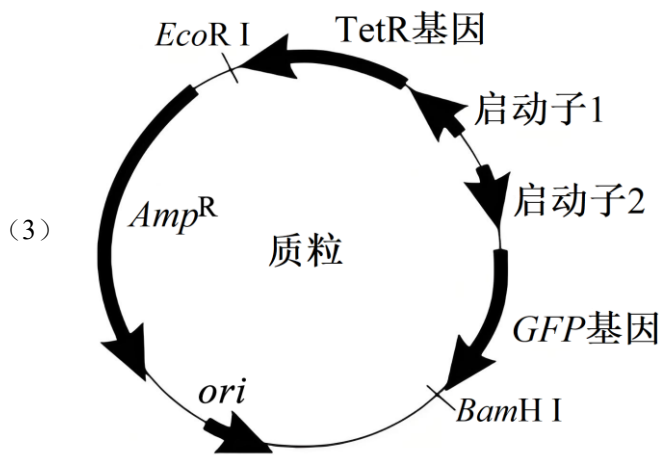 EcoR I
TetR基因
启动子1
启动子2
（3）
Amp^R
质粒
GFP基因
ori
BamH I